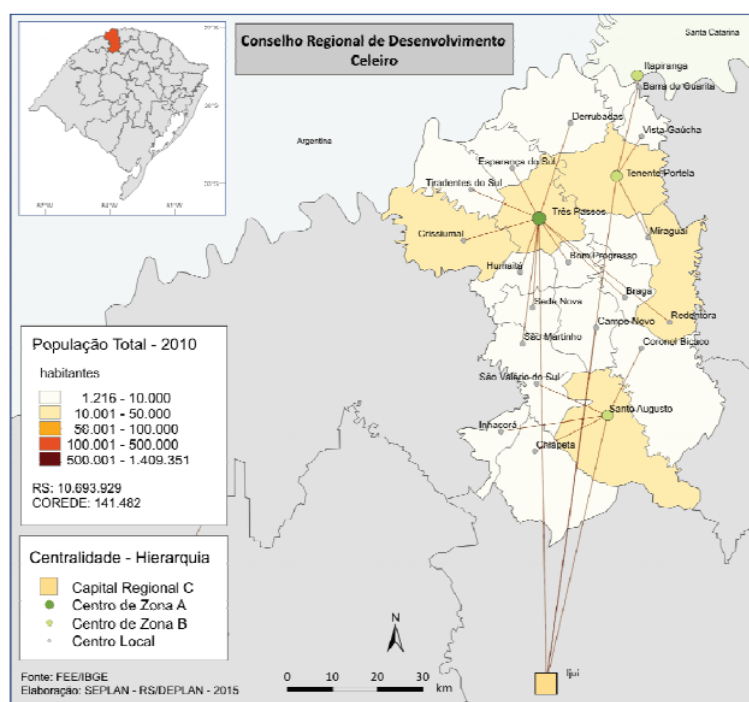 Conselho Regional de Desenvolvimento
Celeiro
Santa Catarina
Itapiranga
Barra do Guarita
Derrubadas
Vista Gaúcha
Argentina
Esperança do Sul
Tenente Portela
Tiradentes do Sul
Três Passos
Crissiumal
Miraguaí
Bom Progresso
Humaitá
Braga
Sede Nova
Redentora
Campo Novo
São Martinho
Coronel Bicaco
São Valério do Sul
Santo Augusto
Inhacorá
Chiapeta
Ijuí
População Total - 2010
habitantes
1.216 - 10.000
10.001 - 50.000
50.001 - 100.000
100.001 - 500.000
500.001 - 1.409.351
RS: 10.693.929
COREDE: 141.482
Centralidade - Hierarquia
Capital Regional C
Centro de Zona A
Centro de Zona B
Centro Local
Fonte: FEE/IBGE
Elaboração: SEPLAN - RS/DEPLAN - 2015
N
0 10 20 30
km